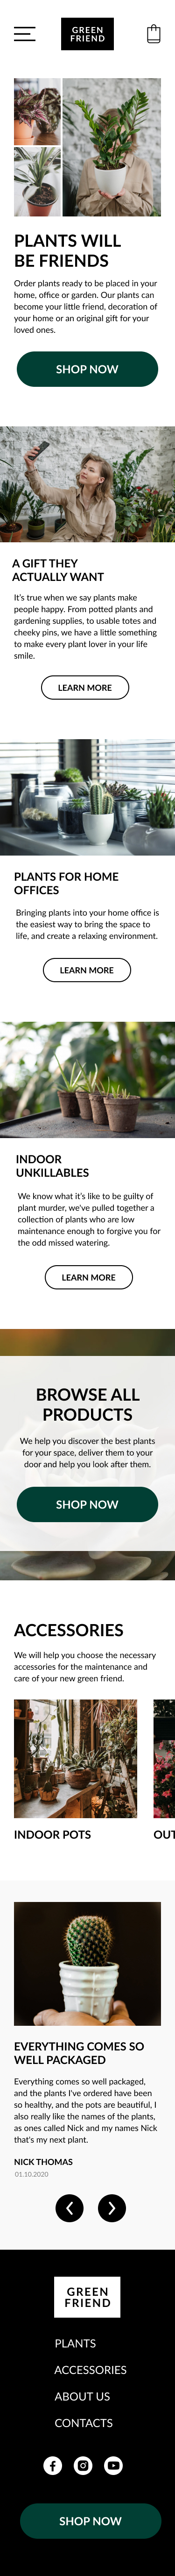 GREEN
FRIEND
PLANTS WILL
BE FRIENDS
Order plants ready to be placed in your
home, office or garden. Our plants can
become your little friend, decoration of
your home or an original gift for your
loved ones.
SHOP NOW
A GIFT THEY
ACTUALLY WANT
It's true when we say plants make
people happy. From potted plants and
gardening supplies, to usable totes and
cheeky pins, we have a little something
to make every plant lover in your life
smile.
LEARN MORE
PLANTS FOR HOME
OFFICES
Bringing plants into your home office is
the easiest way to bring the space to
life, and create a relaxing environment.
LEARN MORE
INDOOR
UNKILLABLES
We know what it's like to be guilty of
plant murder, we've pulled together a
collection of plants who are low
maintenance enough to forgive you for
the odd missed watering.
LEARN MORE
BROWSE ALL
PRODUCTS
We help you discover the best plants
for your space, deliver them to your
door and help you look after them.
SHOP NOW
ACCESSORIES
We will help you choose the necessary
accessories for the maintenance and
care of your new green friend.
INDOOR POTS
OUT
EVERYTHING COMES SO
WELL PACKAGED
Everything comes so well packaged,
and the plants I've ordered have been
so healthy, and the pots are beautiful, I
also really like the names of the plants,
as ones called Nick and my names Nick
that's my next plant.
NICK THOMAS
01.10.2020
GREEN
FRIEND
PLANTS
ACCESSORIES
ABOUT US
CONTACTS
SHOP NOW